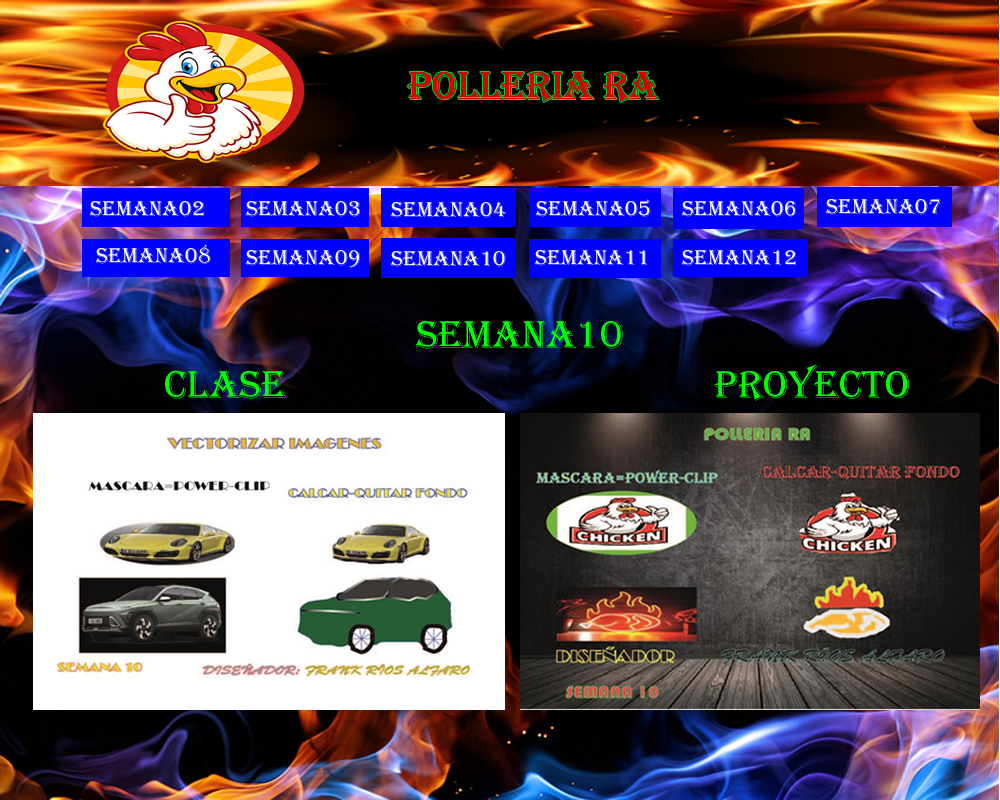 POLLERIA RA
SEMANA02 SEMANA03 SEMANA04 SEMANA05 SEMANA06 SEMANA07
SEMANA08 SEMANA09 SEMANA10 SEMANA11 SEMANA12
SEMANA10
CLASE
VECTORIZAR IMAGENES
MASCARA=POWER-CLIP
CALCAR-QUITAR FONDO
SEMANA 10
DISEÑADOR: FRANK RÍOS ALFARO
PROYECTO
POLLERIA RA
MASCARA=POWER-CLIP
CALCAR-QUITAR FONDO
CHICKEN
CHICKEN
DISEÑADOR
FRANK RÍOS ALFARO
SEMANA 10